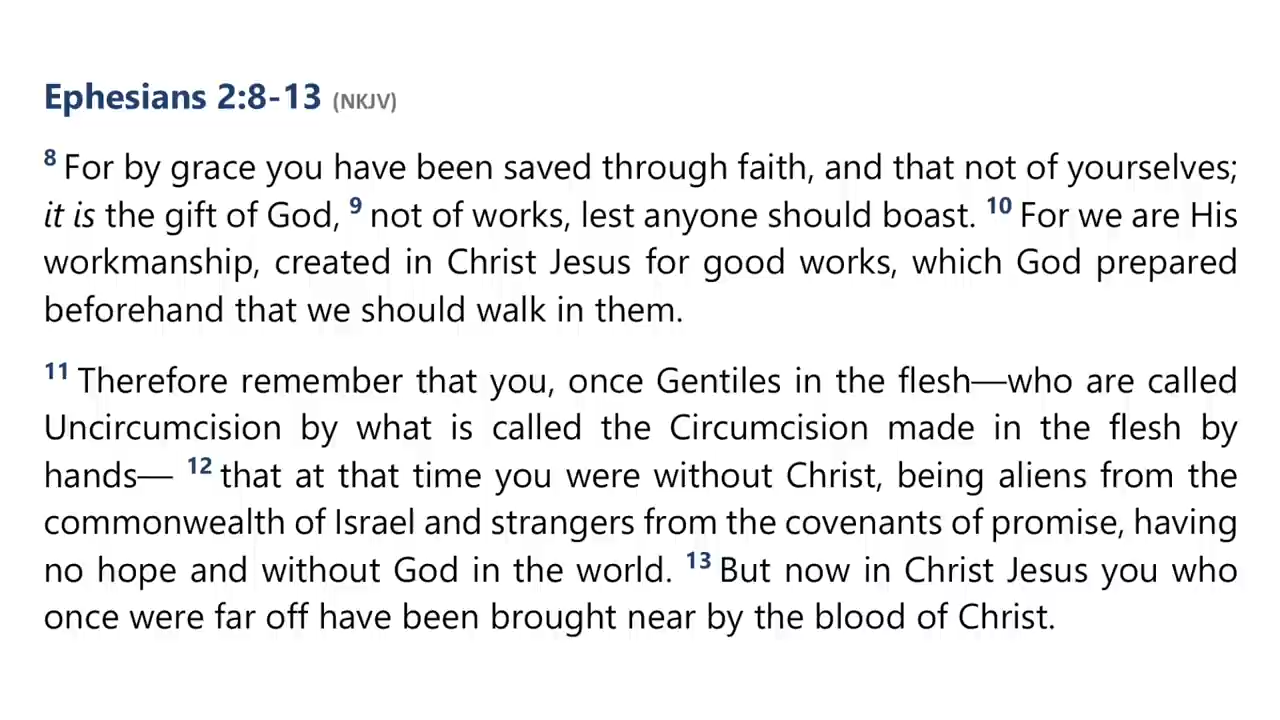 Ephesians 2:8-13 (NKJV)
8 For by grace you have been saved through faith, and that not of yourselves;
it is the gift of God, 9 not of works, lest anyone should boast. 10 For we are His
workmanship, created in Christ Jesus for good works, which God prepared
beforehand that we should walk in them.
11 Therefore remember that you, once Gentiles in the flesh—who are called
Uncircumcision by what is called the Circumcision made in the flesh by
hands— 12 that at that time you were without Christ, being aliens from the
commonwealth of Israel and strangers from the covenants of promise, having
no hope and without God in the world. 13 But now in Christ Jesus you who
once were far off have been brought near by the blood of Christ.